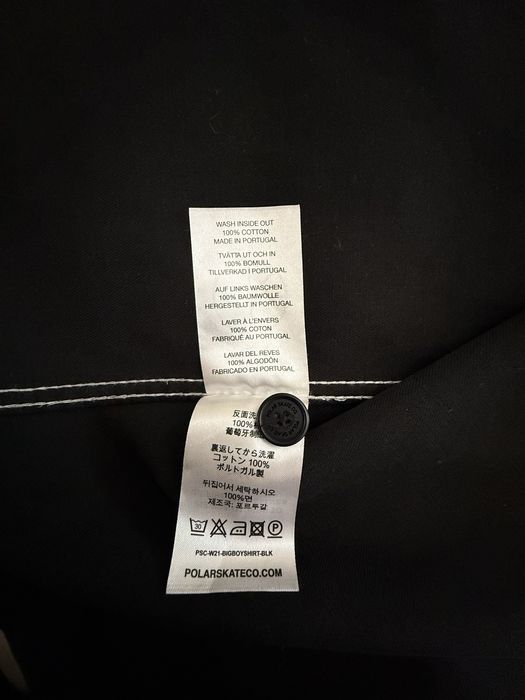 WASH INSIDE OUT
100% COTTON
MADE IN PORTUGAL
TVÄTTA UT OCH IN
100% BOMULL
TILLVERKAD I PORTUGAL
AUF LINKS WASCHEN
100% BAUMWOLLE
HERGESTELLT IN PORTUGAL
LAVER À L'ENVERS
100% COTON
FABRIQUÉ AU PORTUGAL
LAVAR DEL REVES
100% ALGODÓN
FABRICADO EN PORTUGAL
反面洗
100%
葡萄牙制
POLAR SKATE CO.
裏返してから洗濯
コットン 100%
ポルトガル製
뒤집어서 세탁하시오
100%면
제조국: 포르투갈
30
P
PSC-W21-BIGBOYSHIRT-BLK
POLARSKATECO.COM